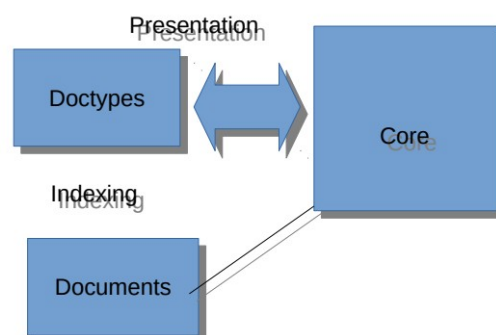 Presentation
Doctypes
Core
Indexing
Documents